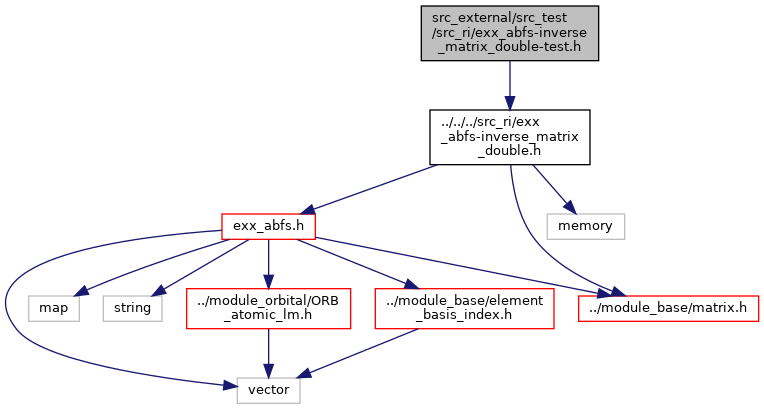 src_external/src_test
/src_ri/exx_abfs-inverse
_matrix_double-test.h
../../../src_ri/exx
_abfs-inverse_matrix
_double.h
exx_abfs.h
memory
map
string
../module_orbital/ORB
_atomic_lm.h
../module_base/element
_basis_index.h
../module_base/matrix.h
vector